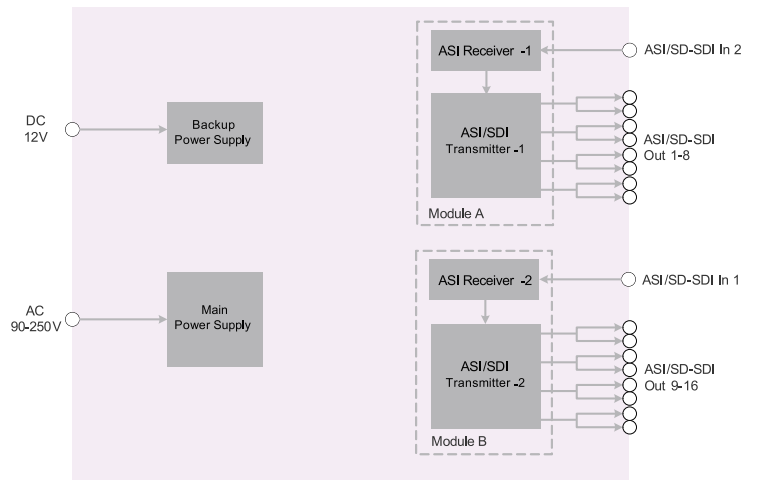 DC
12V
Backup
Power Supply
AC
90-250V
Main
Power Supply
ASI Receiver -1
ASI/SD-SDI In 2
ASI/SDI
Transmitter -1
ASI/SD-SDI
Out 1-8
Module A
ASI Receiver -2
ASI/SD-SDI In 1
ASI/SDI
Transmitter -2
ASI/SD-SDI
Out 9-16
Module B